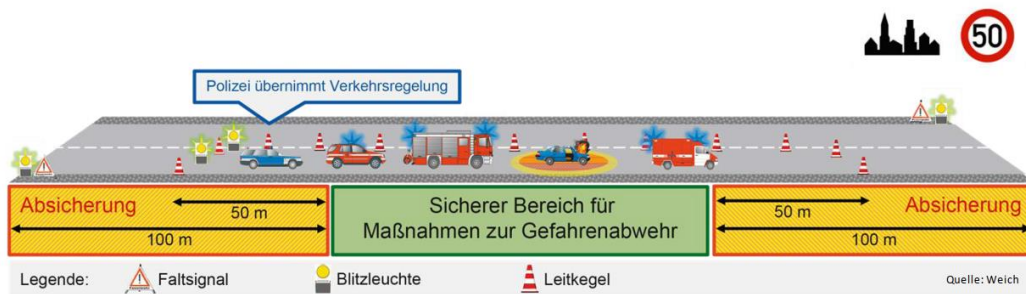 50
Polizei übernimmt Verkehrsregelung
Absicherung
50 m
100 m
Sicherer Bereich für
Maßnahmen zur Gefahrenabwehr
Absicherung
50 m
100 m
Legende:
Faltsignal
Blitzleuchte
Leitkegel
Quelle: Weich